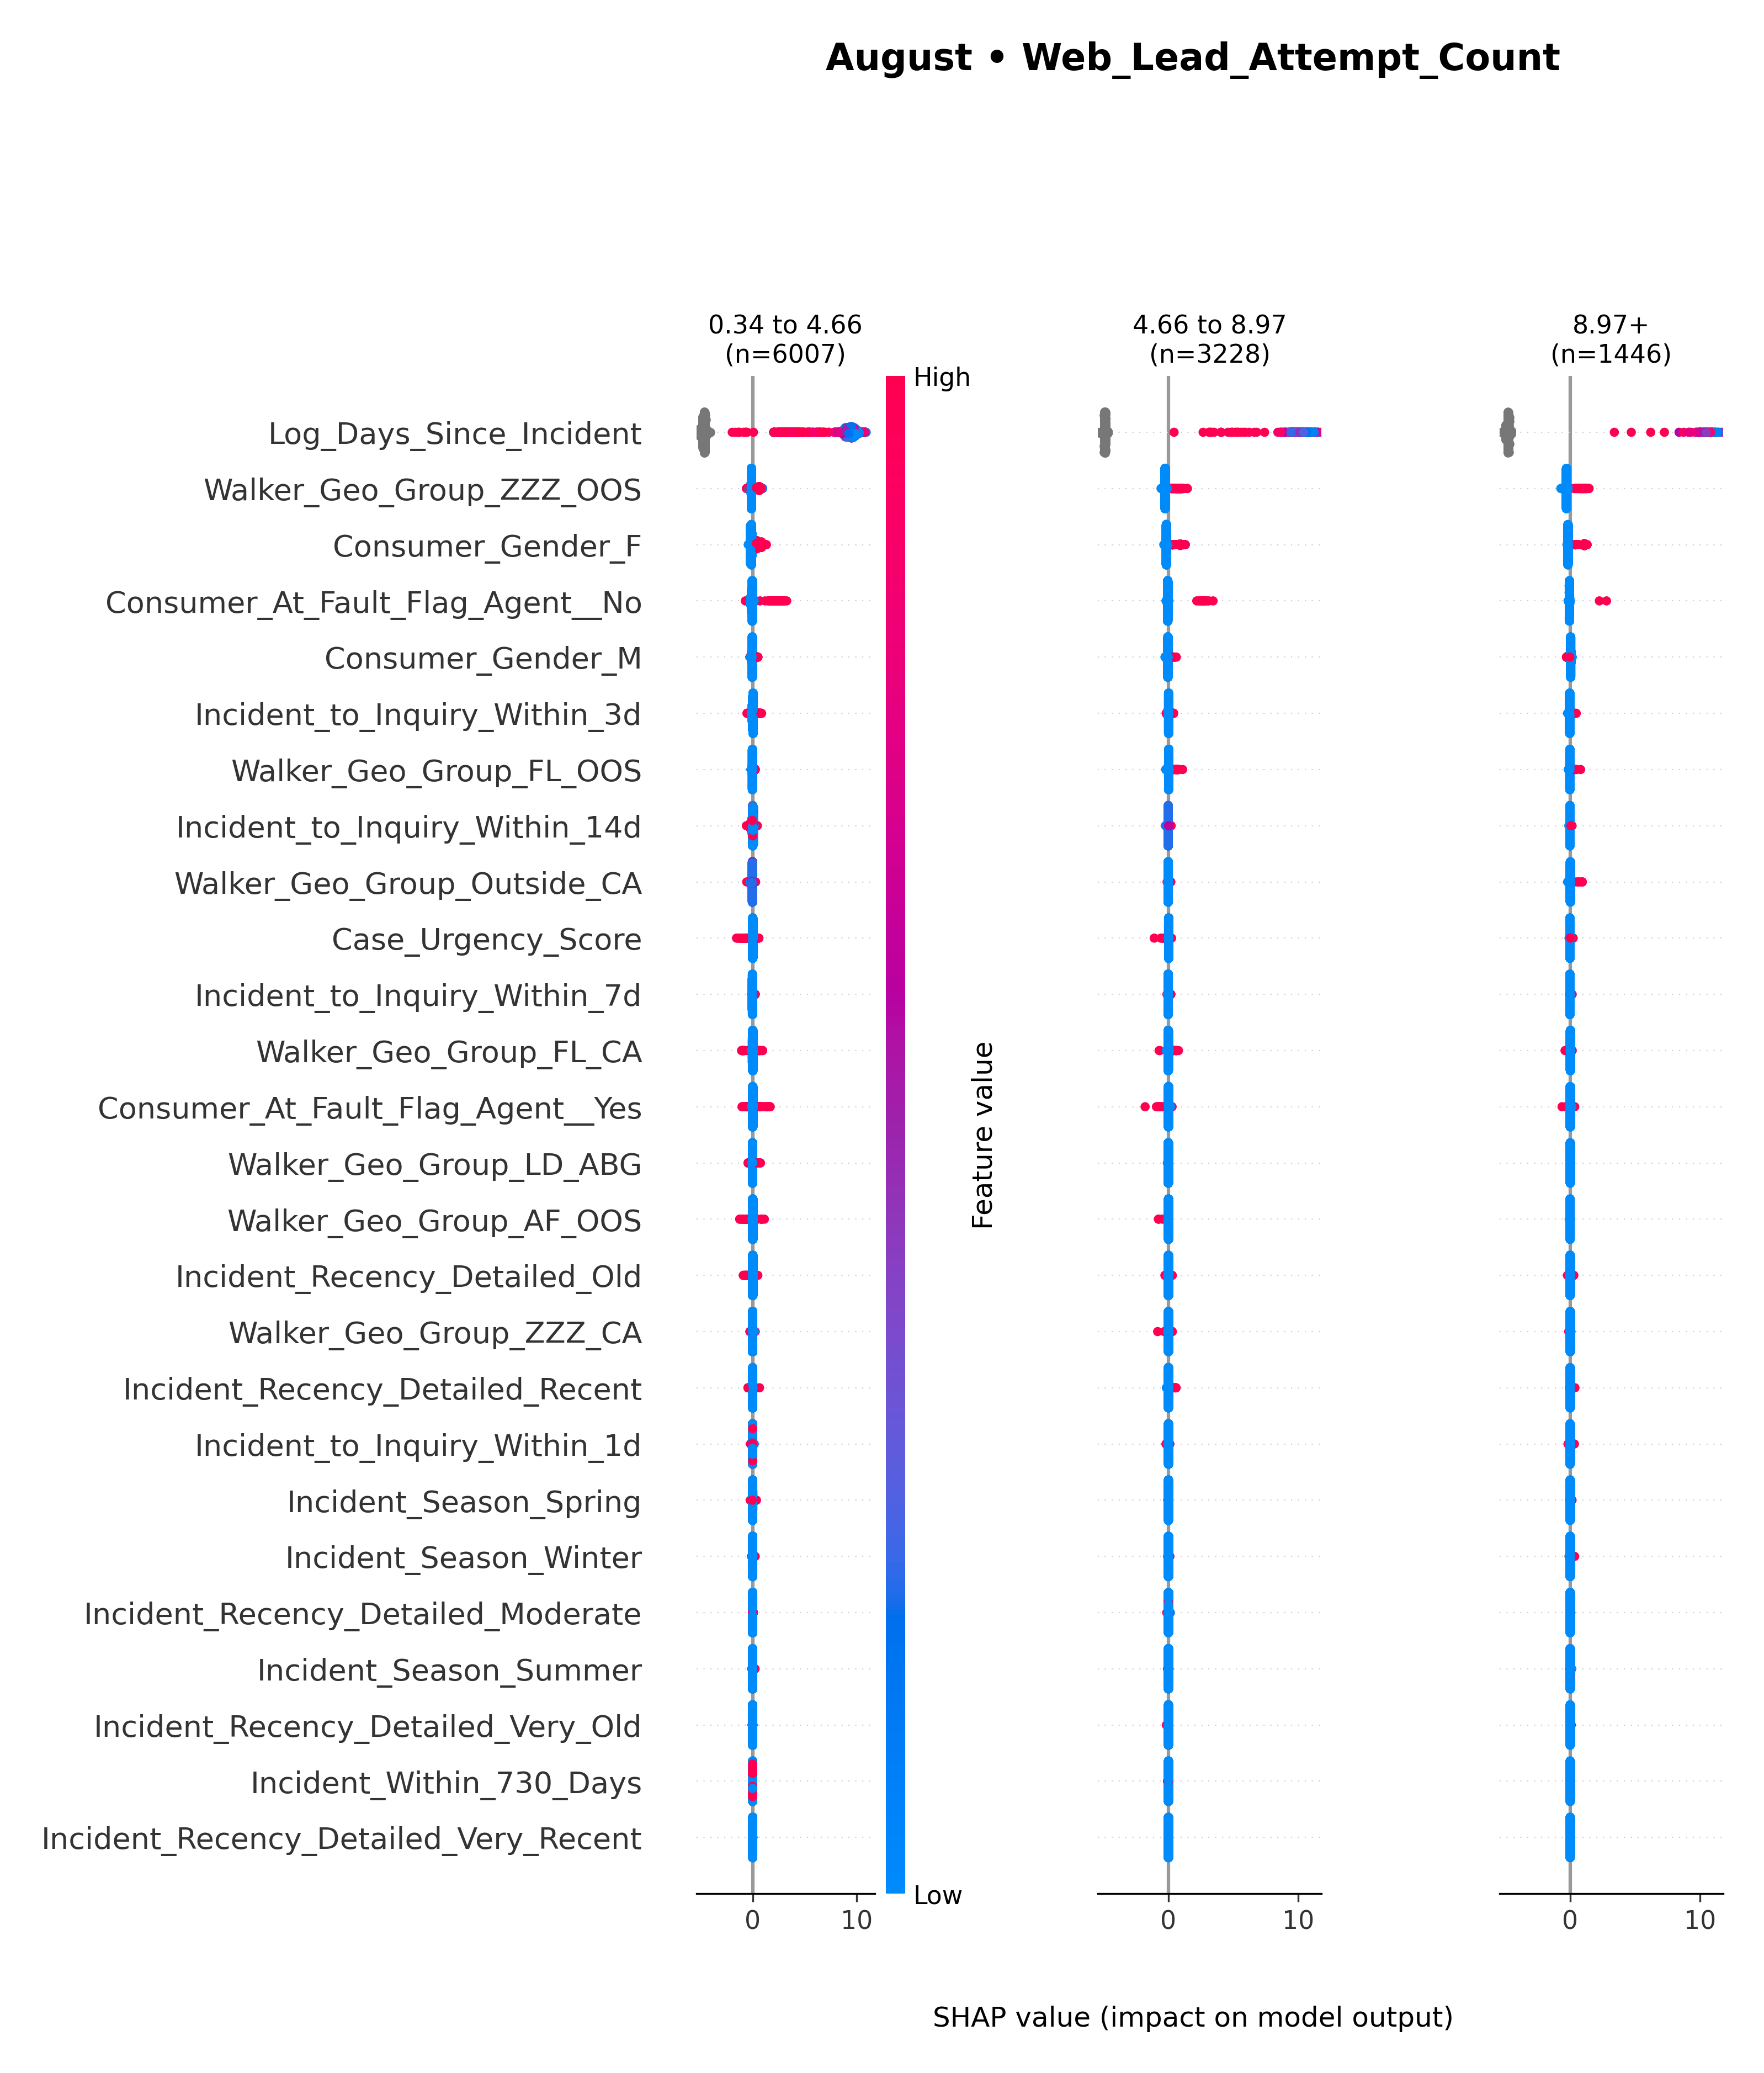 August • Web_Lead_Attempt_Count
0.34 to 4.66
(n=6007)
4.66 to 8.97
(n=3228)
8.97+
(n=1446)
High
Log_Days_Since_Incident
Walker_Geo_Group_ZZZ_OOS
Consumer_Gender_F
Consumer_At_Fault_Flag_Agent__No
Consumer_Gender_M
Incident_to_Inquiry_Within_3d
Walker_Geo_Group_FL_OOS
Incident_to_Inquiry_Within_14d
Walker_Geo_Group_Outside_CA
Case_Urgency_Score
Incident_to_Inquiry_Within_7d
Walker_Geo_Group_FL_CA
Consumer_At_Fault_Flag_Agent__Yes
Walker_Geo_Group_LD_ABG
Walker_Geo_Group_AF_OOS
Incident_Recency_Detailed_Old
Walker_Geo_Group_ZZZ_CA
Incident_Recency_Detailed_Recent
Incident_to_Inquiry_Within_1d
Incident_Season_Spring
Incident_Season_Winter
Incident_Recency_Detailed_Moderate
Incident_Season_Summer
Incident_Recency_Detailed_Very_Old
Incident_Within_730_Days
Incident_Recency_Detailed_Very_Recent
Feature value
Low
0 10
0 10
0 10
SHAP value (impact on model output)